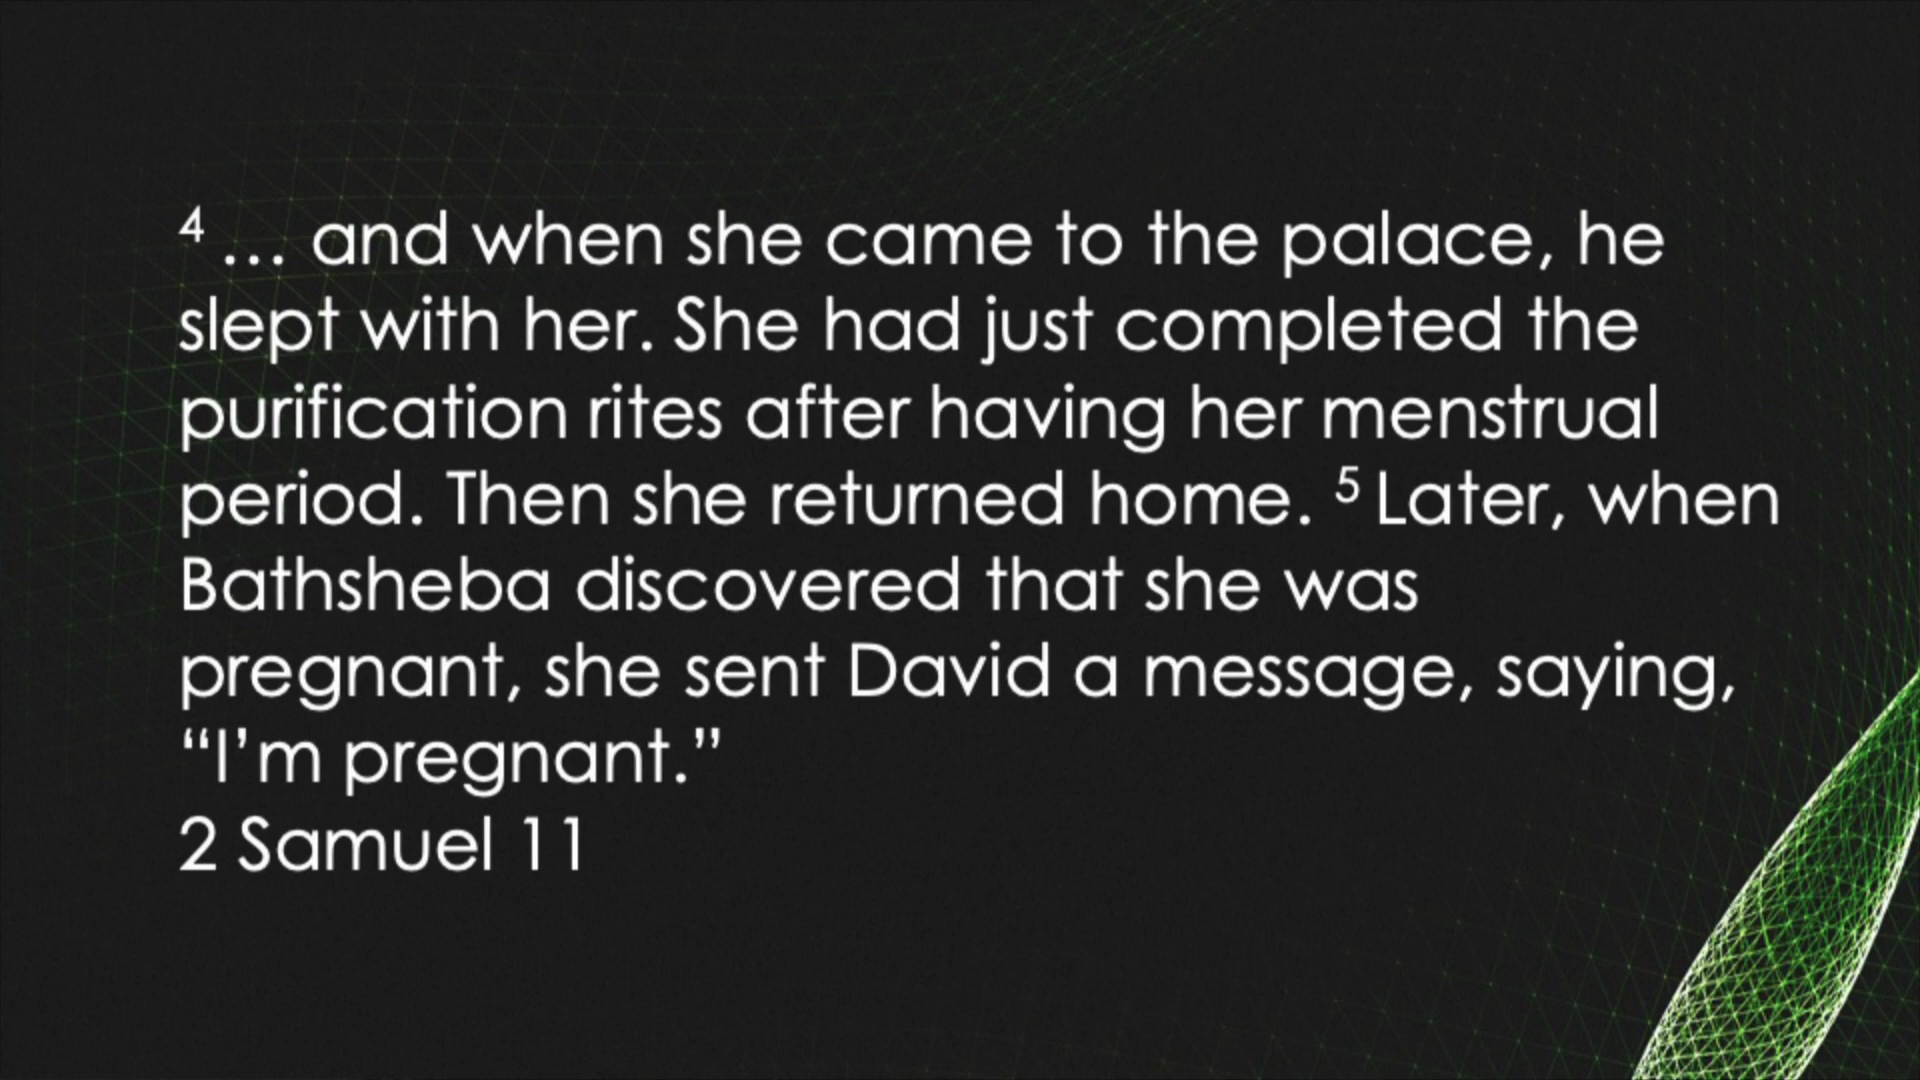 4 … and when she came to the palace, he
slept with her. She had just completed the
purification rites after having her menstrual
period. Then she returned home. 5 Later, when
Bathsheba discovered that she was
pregnant, she sent David a message, saying,
“I’m pregnant.”
2 Samuel 11